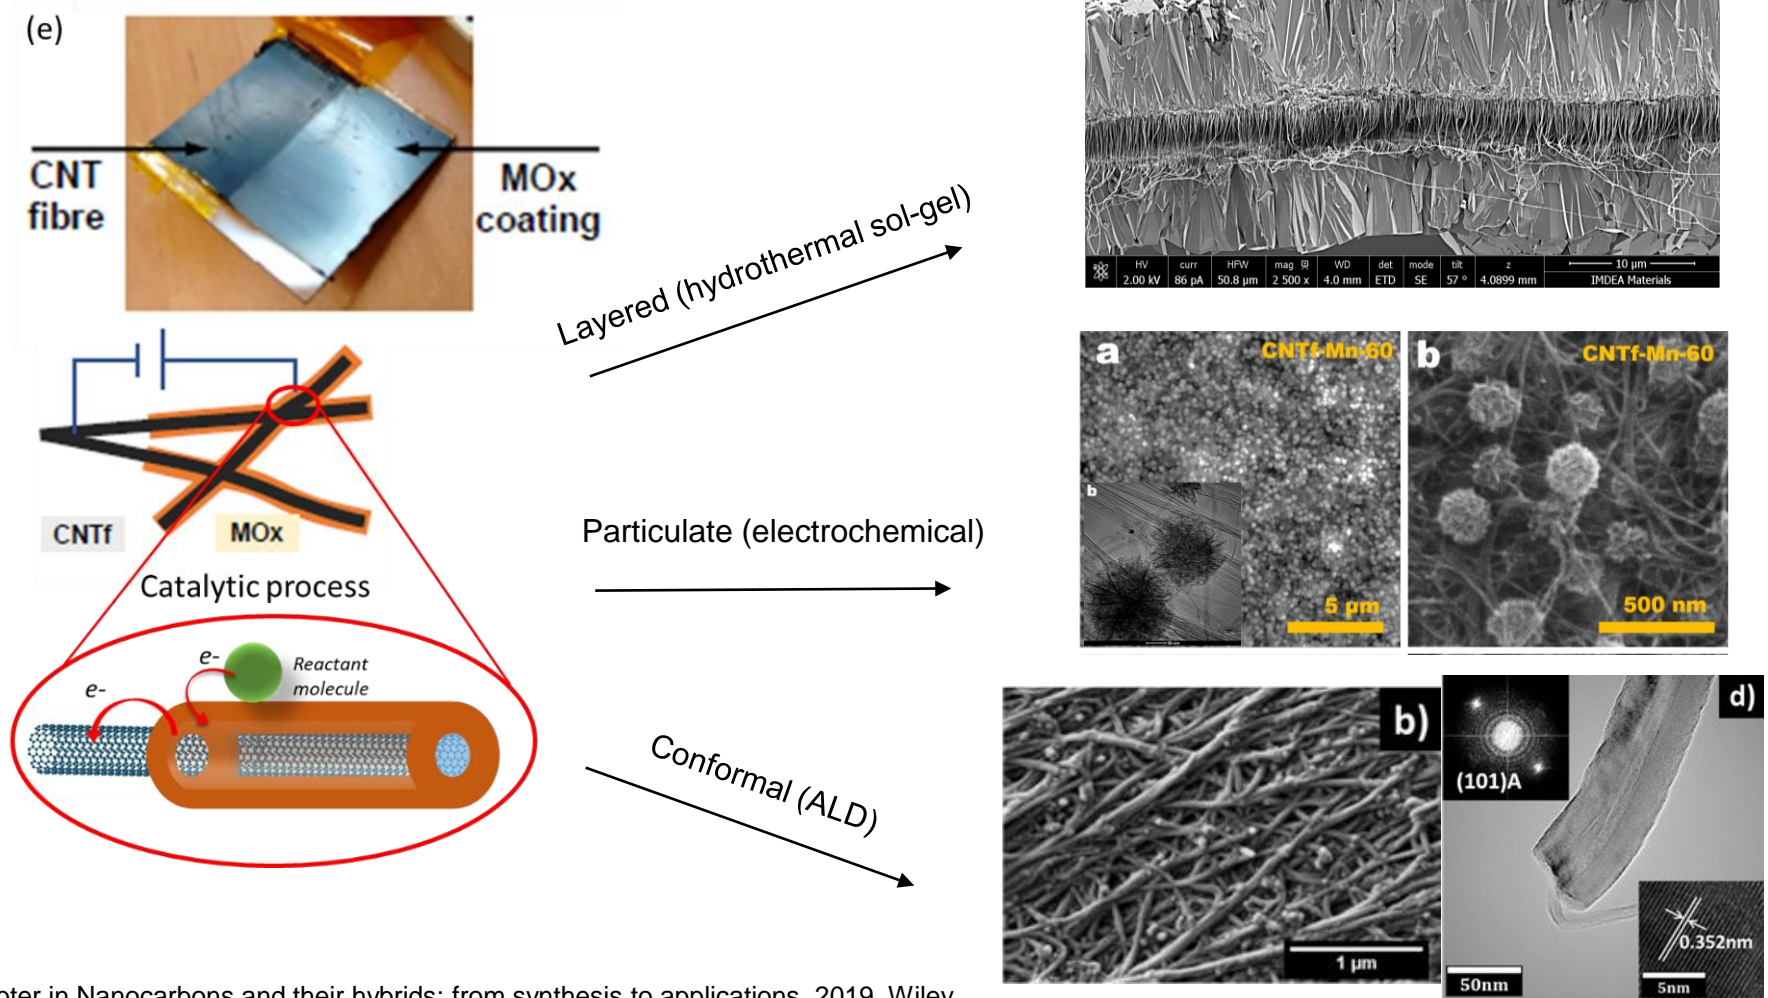 (e)
CNT
fibre
MOx
coating
CNTf
MOx
Catalytic process
e-
e-
Reactant
molecule
Layered (hydrothermal sol-gel)
Particulate (electrochemical)
Conformal (ALD)
HV curr HFW mag WD det mode tilt z 10 µm
2.00 kV 86 pA 50.8 µm 2 500 x 4.0 mm ETD SE 57 ° 4.0899 mm IMDEA Materials
a CNTf-Mn-60
b
5 µm
b CNTf-Mn-60
500 nm
b)
1 µm
d)
(101)A
0.352nm
50nm
5nm
in Nanocarbons and their hybrids: from synthesis to applications, 2019, Wiley